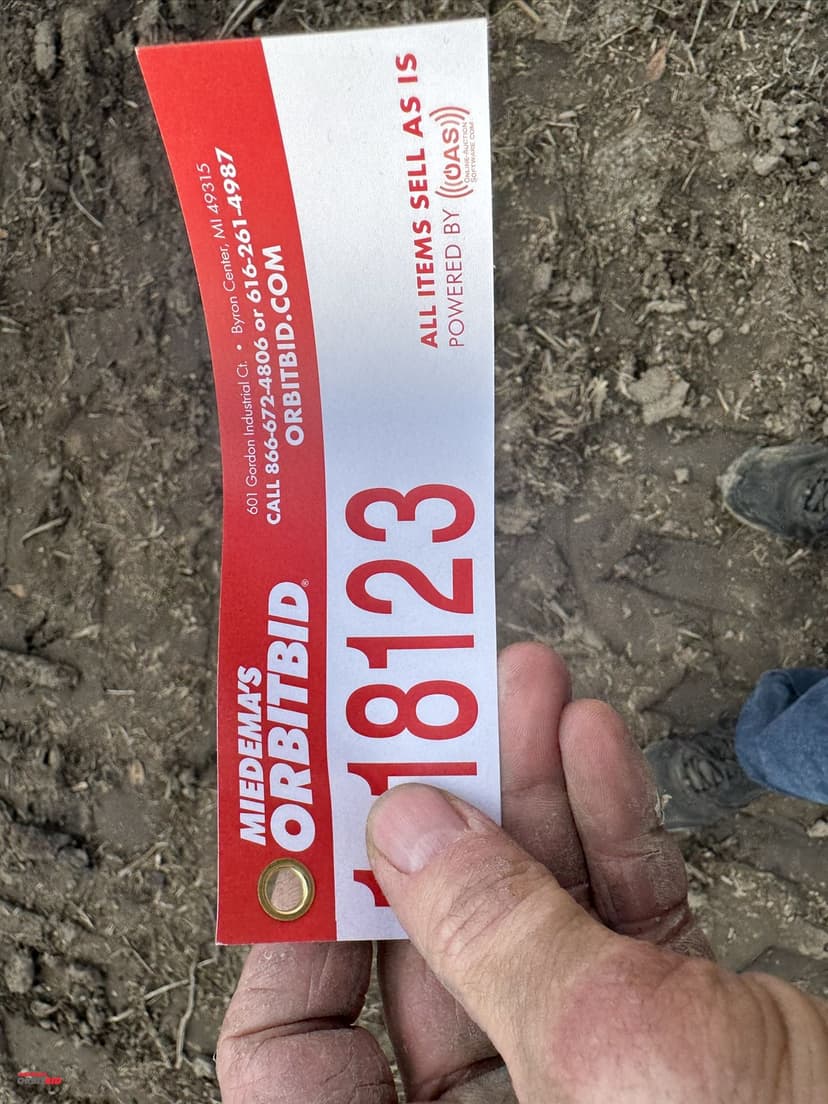 MIEDEMA'S
ORBITBID®
601 Gordon Industrial Ct. • Byron Center, MI 49315
CALL 866-672-4806 or 616-261-4987
ORBITBID.COM
18123
ALL ITEMS SELL AS IS
POWERED BY (((OAS)))
ONLINE-AUCTION
SOFTWARE.COM
ORBITBID